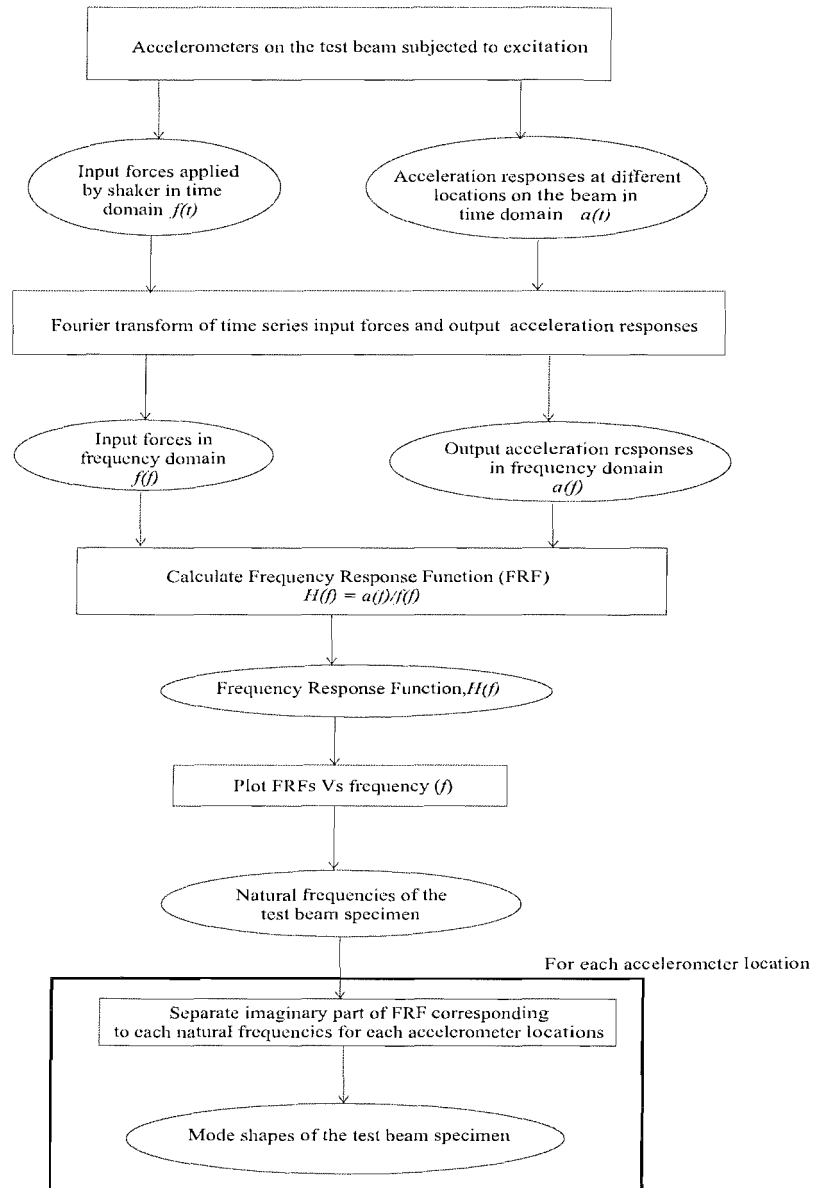 Accelerometers on the test beam subjected to excitation
Input forces applied
by shaker in time
domain f(t)
Acceleration responses at different
locations on the beam in
time domain a(t)
Fourier transform of time series input forces and output acceleration responses
Input forces in
frequency domain
f(f)
Output acceleration responses
in frequency domain
a(f)
Calculate Frequency Response Function (FRF)
H(f) = a(f)/f(f)
Frequency Response Function,H(f)
Plot FRFs Vs frequency (f)
Natural frequencies of the
test beam specimen
For each accelerometer location
Separate imaginary part of FRF corresponding
to each natural frequencies for each accelerometer locations
Mode shapes of the test beam specimen